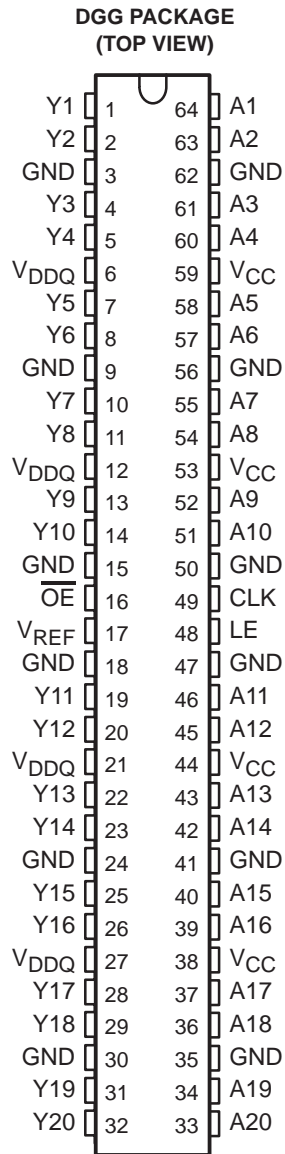 DGG PACKAGE
(TOP VIEW)
Y1 1 64 A1
Y2 2 63 A2
GND 3 62 GND
Y3 4 61 A3
Y4 5 60 A4
VDDQ 6 59 VCC
Y5 7 58 A5
Y6 8 57 A6
GND 9 56 GND
Y7 10 55 A7
Y8 11 54 A8
VDDQ 12 53 VCC
Y9 13 52 A9
Y10 14 51 A10
GND 15 50 GND
O̅E̅ 16 49 CLK
VREF 17 48 LE
GND 18 47 GND
Y11 19 46 A11
Y12 20 45 A12
VDDQ 21 44 VCC
Y13 22 43 A13
Y14 23 42 A14
GND 24 41 GND
Y15 25 40 A15
Y16 26 39 A16
VDDQ 27 38 VCC
Y17 28 37 A17
Y18 29 36 A18
GND 30 35 GND
Y19 31 34 A19
Y20 32 33 A20